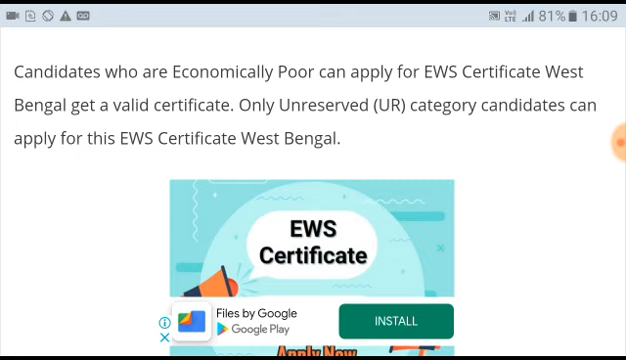 81% 16:09
Candidates who are Economically Poor can apply for EWS Certificate West
Bengal get a valid certificate. Only Unreserved (UR) category candidates can
apply for this EWS Certificate West Bengal.
EWS
Certificate
Files by Google
Google Play
INSTALL
Apply Now